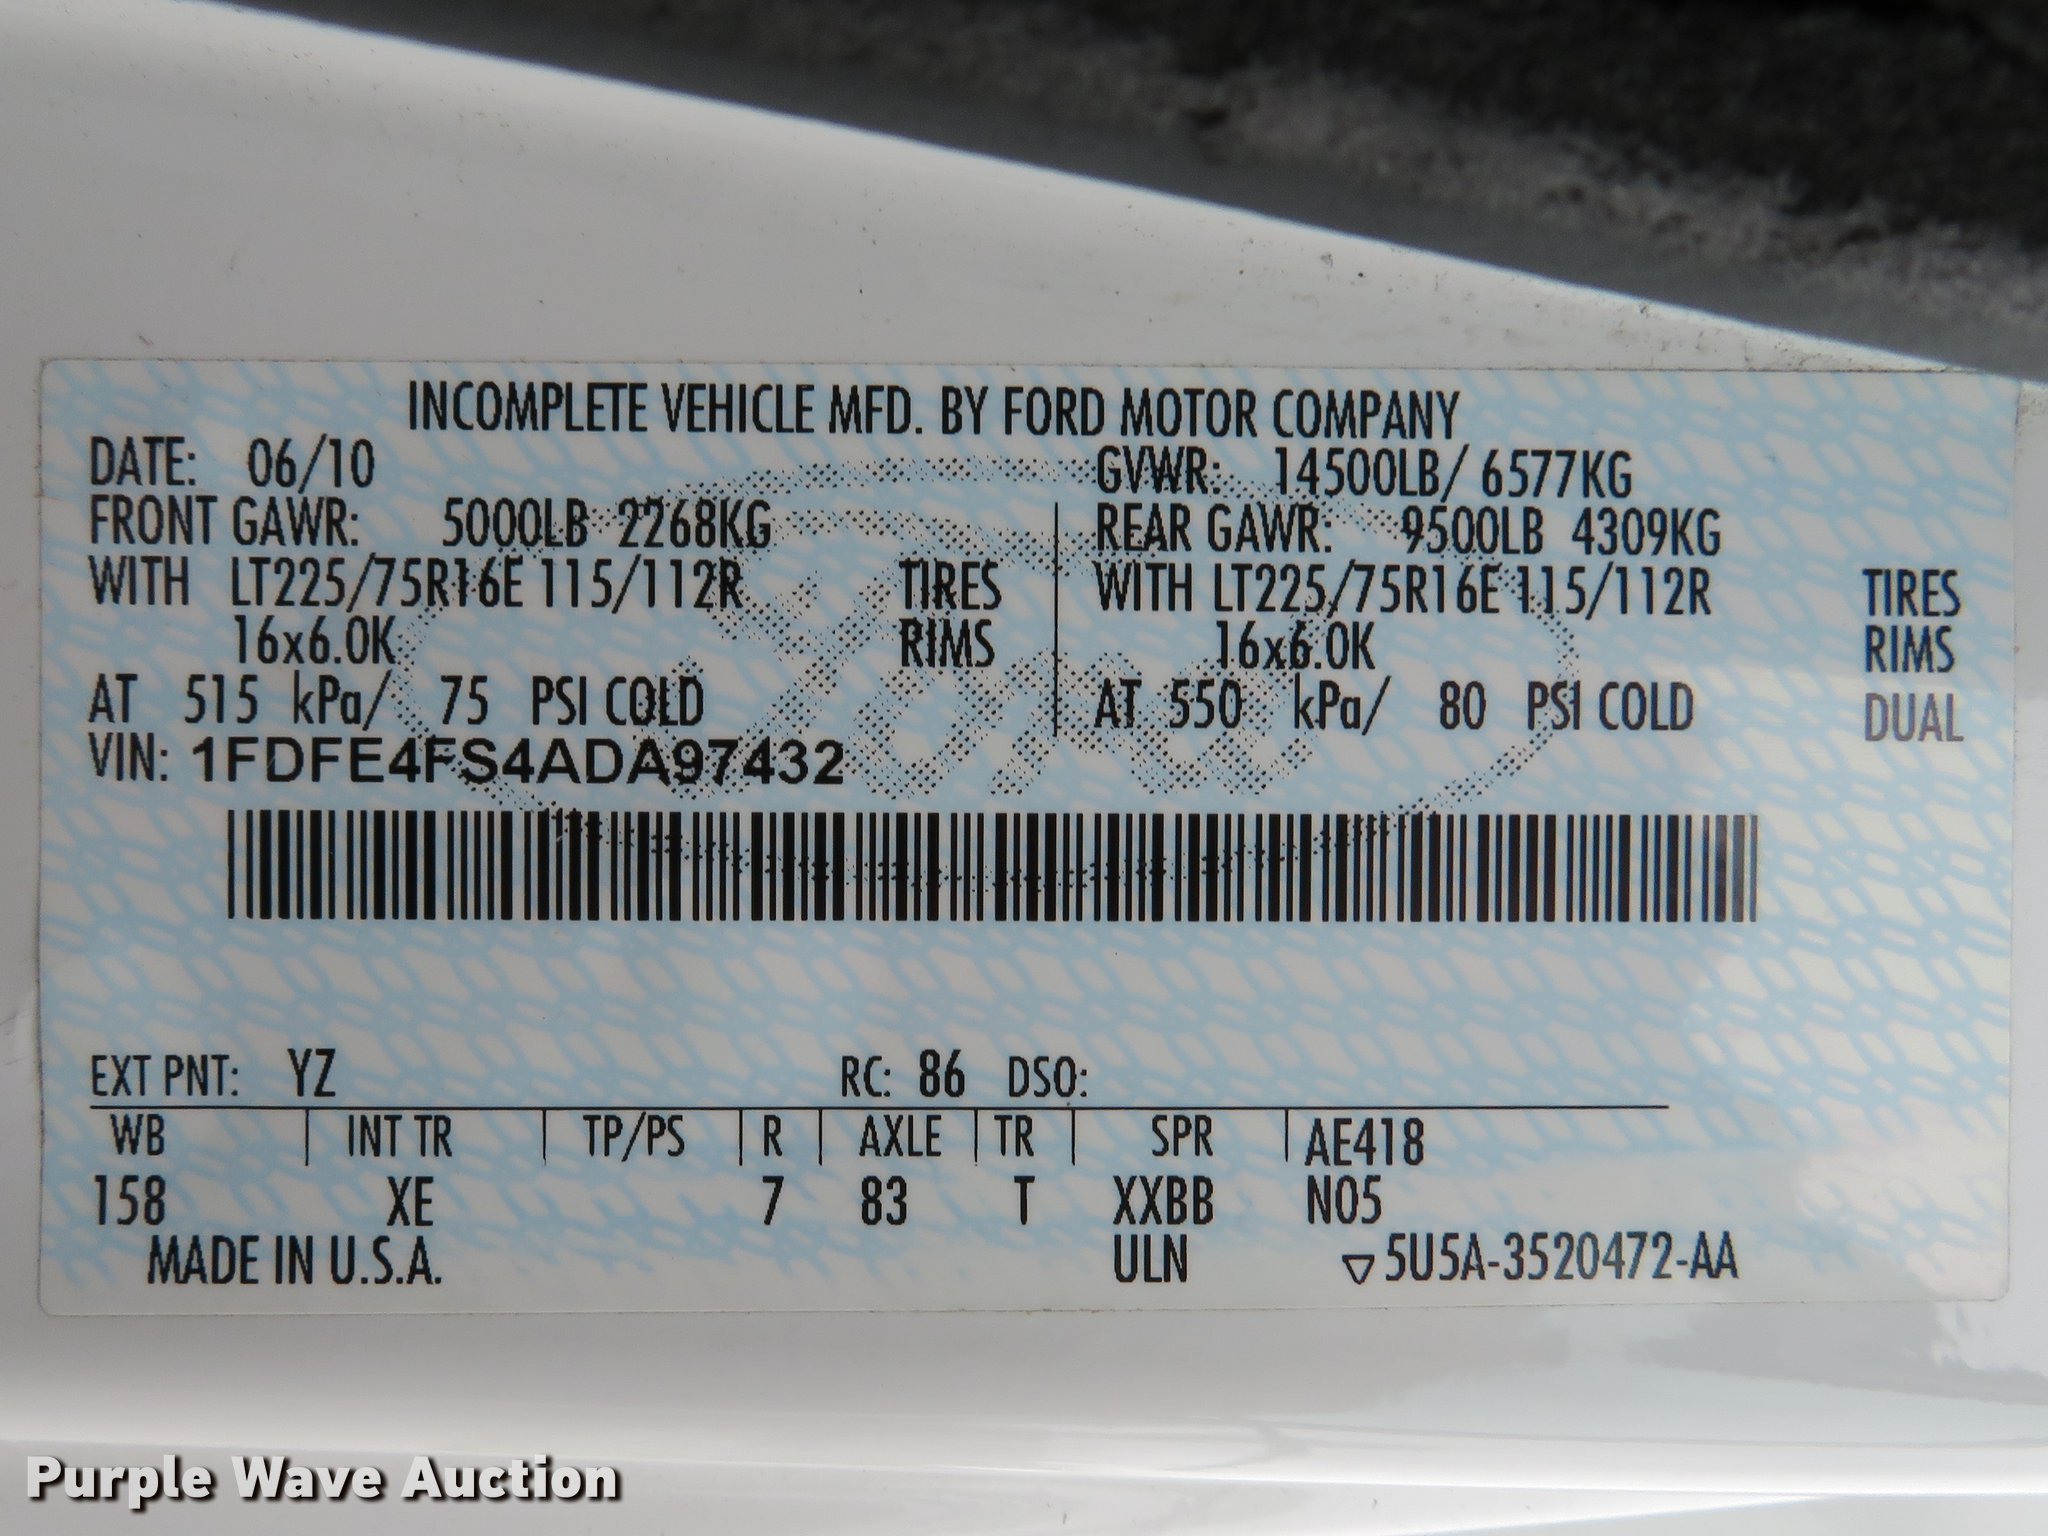 INCOMPLETE VEHICLE MFD. BY FORD MOTOR COMPANY
DATE: 06/10 GVWR: 14500LB/ 6577KG
FRONT GAWR: 5000LB 2268KG REAR GAWR: 9500LB 4309KG
WITH LT225/75R16E 115/112R TIRES WITH LT225/75R16E 115/112R TIRES
16x6.0K RIMS 16x6.0K RIMS
AT 515 kPa/ 75 PSI COLD AT 550 kPa/ 80 PSI COLD DUAL
VIN: 1FDFE4FS4ADA97432
Ford
EXT PNT: YZ RC: 86 DSO:
WB INT TR TP/PS R AXLE TR SPR AE418
158 XE 7 83 T XXBB N05
MADE IN U.S.A. ULN ▽5U5A-3520472-AA
Purple Wave Auction